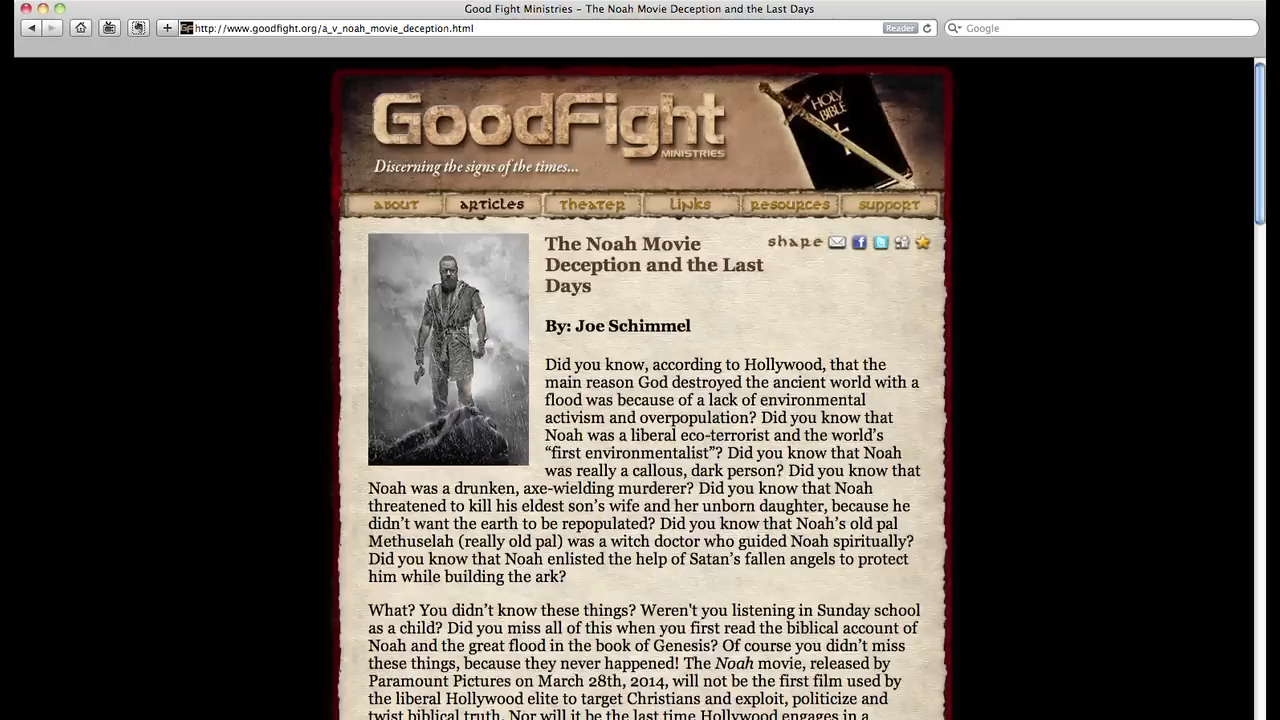 Good Fight Ministries – The Noah Movie Deception and the Last Days
http://www.goodfight.org/a_v_noah_movie_deception.html
Reader
Google
GoodFight
MINISTRIES
Discerning the signs of the times...
HOLY
BIBLE
about
articles
theater
links
resources
support
The Noah Movie
Deception and the Last
Days
share
By: Joe Schimmel
Did you know, according to Hollywood, that the
main reason God destroyed the ancient world with a
flood was because of a lack of environmental
activism and overpopulation? Did you know that
Noah was a liberal eco-terrorist and the world’s
“first environmentalist”? Did you know that Noah
was really a callous, dark person? Did you know that
Noah was a drunken, axe-wielding murderer? Did you know that Noah
threatened to kill his eldest son’s wife and her unborn daughter, because he
didn’t want the earth to be repopulated? Did you know that Noah’s old pal
Methuselah (really old pal) was a witch doctor who guided Noah spiritually?
Did you know that Noah enlisted the help of Satan’s fallen angels to protect
him while building the ark?
What? You didn’t know these things? Weren't you listening in Sunday school
as a child? Did you miss all of this when you first read the biblical account of
Noah and the great flood in the book of Genesis? Of course you didn’t miss
these things, because they never happened! The Noah movie, released by
Paramount Pictures on March 28th, 2014, will not be the first film used by
the liberal Hollywood elite to target Christians and exploit, politicize and
twist biblical truth. Nor will it be the last time Hollywood engages in a